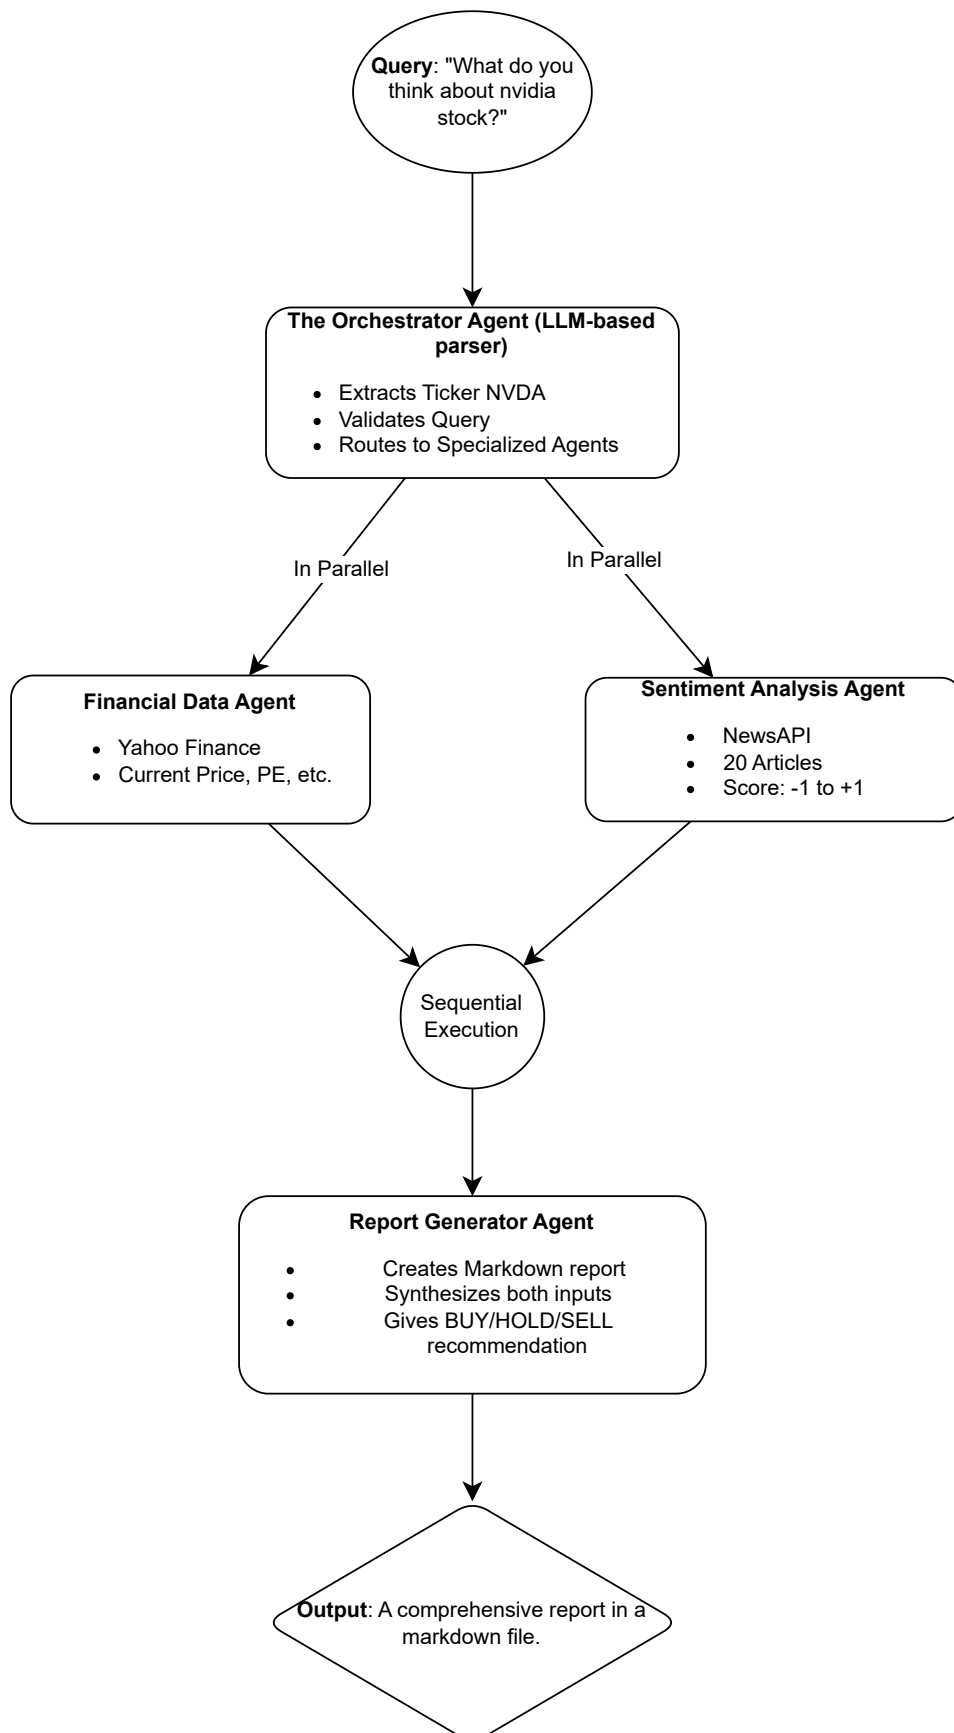 Query: "What do you
think about nvidia
stock?"
The Orchestrator Agent (LLM-based
parser)
• Extracts Ticker NVDA
• Validates Query
• Routes to Specialized Agents
In Parallel
In Parallel
Financial Data Agent
• Yahoo Finance
• Current Price, PE, etc.
Sentiment Analysis Agent
• NewsAPI
• 20 Articles
• Score: -1 to +1
Sequential
Execution
Report Generator Agent
• Creates Markdown report
• Synthesizes both inputs
• Gives BUY/HOLD/SELL
recommendation
Output: A comprehensive report in a
markdown file.